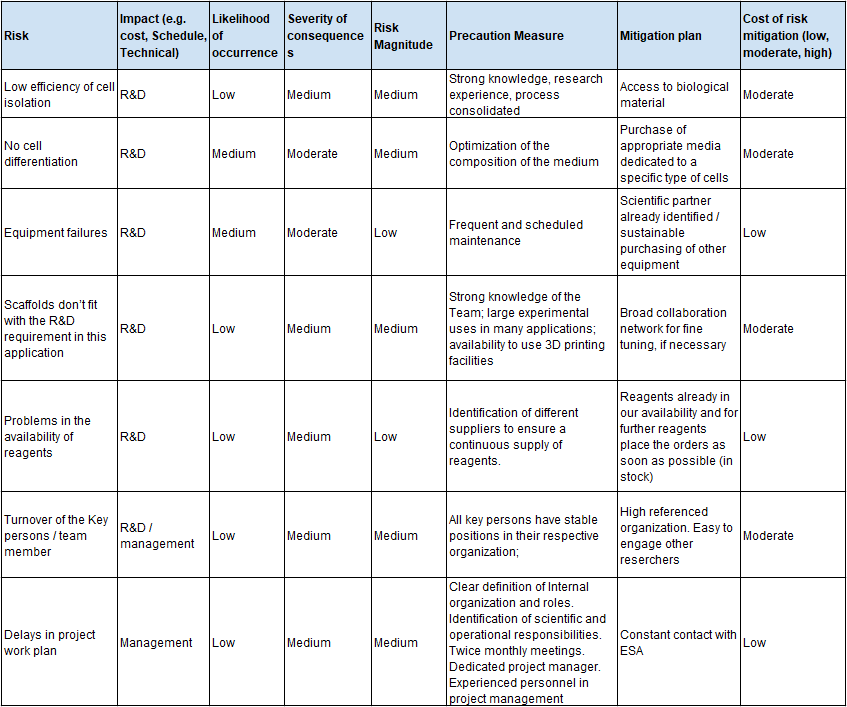 Risk
Impact (e.g.
cost, Schedule,
Technical)
Likelihood
of
occurrence
Severity of
consequence
s
Risk
Magnitude
Precaution Measure
Mitigation plan
Cost of risk
mitigation (low,
moderate, high)
Low efficiency of cell
isolation
R&D
Low
Medium
Medium
Strong knowledge, research
experience, process
consolidated
Access to biological
material
Moderate
No cell
differentiation
R&D
Medium
Moderate
Medium
Optimization of the
composition of the medium
Purchase of
appropriate media
dedicated to a
specific type of cells
Moderate
Equipment failures
R&D
Medium
Moderate
Low
Frequent and scheduled
maintenance
Scientific partner
already identified /
sustainable
purchasing of other
equipment
Low
Scaffolds don't fit
with the R&D
requirement in this
application
R&D
Low
Medium
Medium
Strong knowledge of the
Team; large experimental
uses in many applications;
availability to use 3D printing
facilities
Broad collaboration
network for fine
tuning, if necessary
Moderate
Problems in the
availability of
reagents
R&D
Low
Medium
Low
Identification of different
suppliers to ensure a
continuous supply of
reagents.
Reagents already in
our availability and for
further reagents
place the orders as
soon as possible (in
stock)
Low
Turnover of the Key
persons / team
member
R&D /
management
Low
Medium
Medium
All key persons have stable
positions in their respective
organization;
High referenced
organization. Easy to
engage other
reserchers
Moderate
Delays in project
work plan
Management
Low
Medium
Medium
Clear definition of Internal
organization and roles.
Identification of scientific and
operational responsibilities.
Twice monthly meetings.
Dedicated project manager.
Experienced personnel in
project management
Constant contact with
ESA
Low